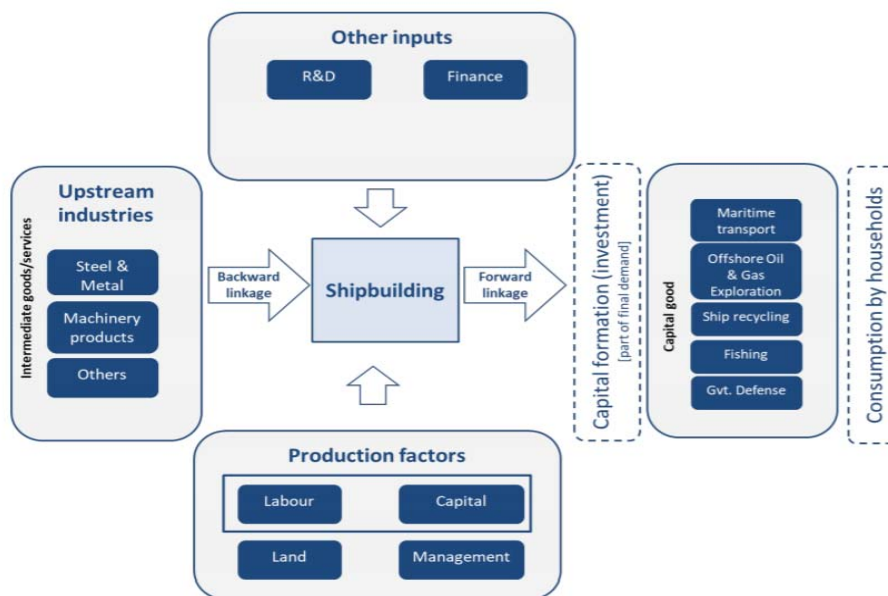 Other inputs
R&D
Finance
Upstream
industries
Intermediate goods/services
Steel &
Metal
Machinery
products
Others
Backward
linkage
Shipbuilding
Forward
linkage
Capital formation (investment)
[part of final demand]
Capital good
Maritime
transport
Offshore Oil
& Gas
Exploration
Ship recycling
Fishing
Gvt. Defense
Consumption by households
Production factors
Labour
Capital
Land
Management